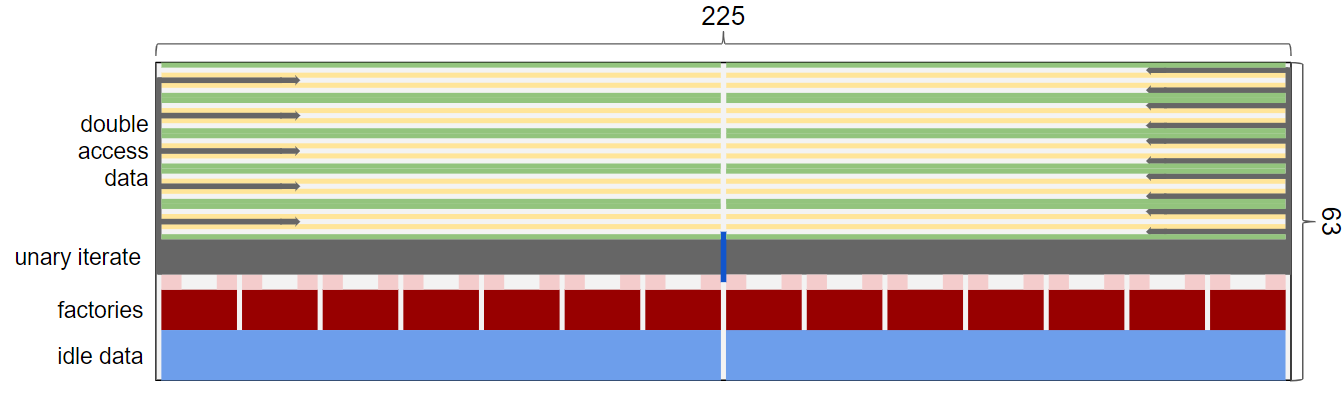 225
double
access
data
63
unary iterate
factories
idle data